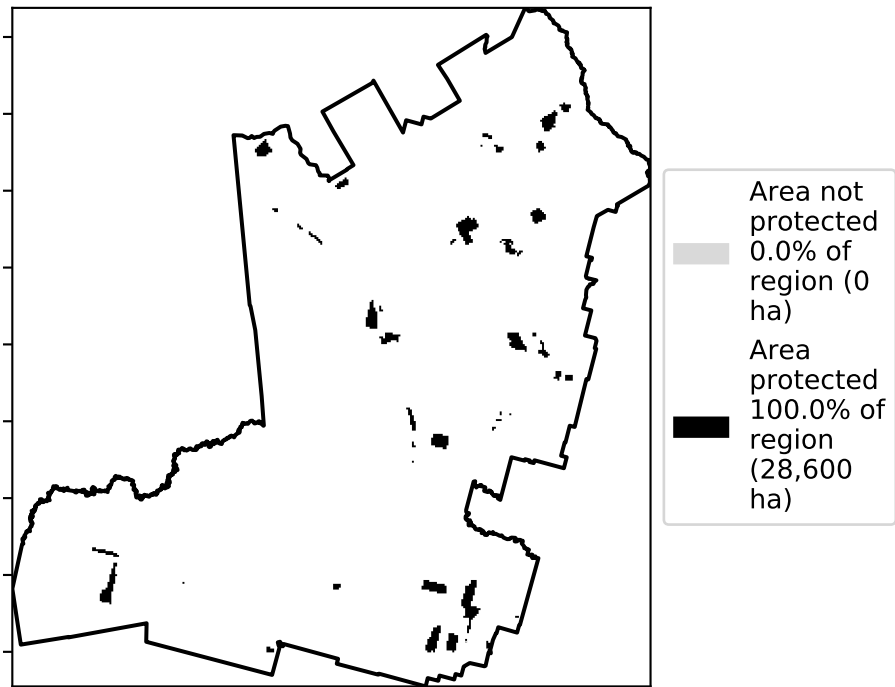 Area not
protected
0.0% of
region (0
ha)
Area
protected
100.0% of
region
(28,600
ha)